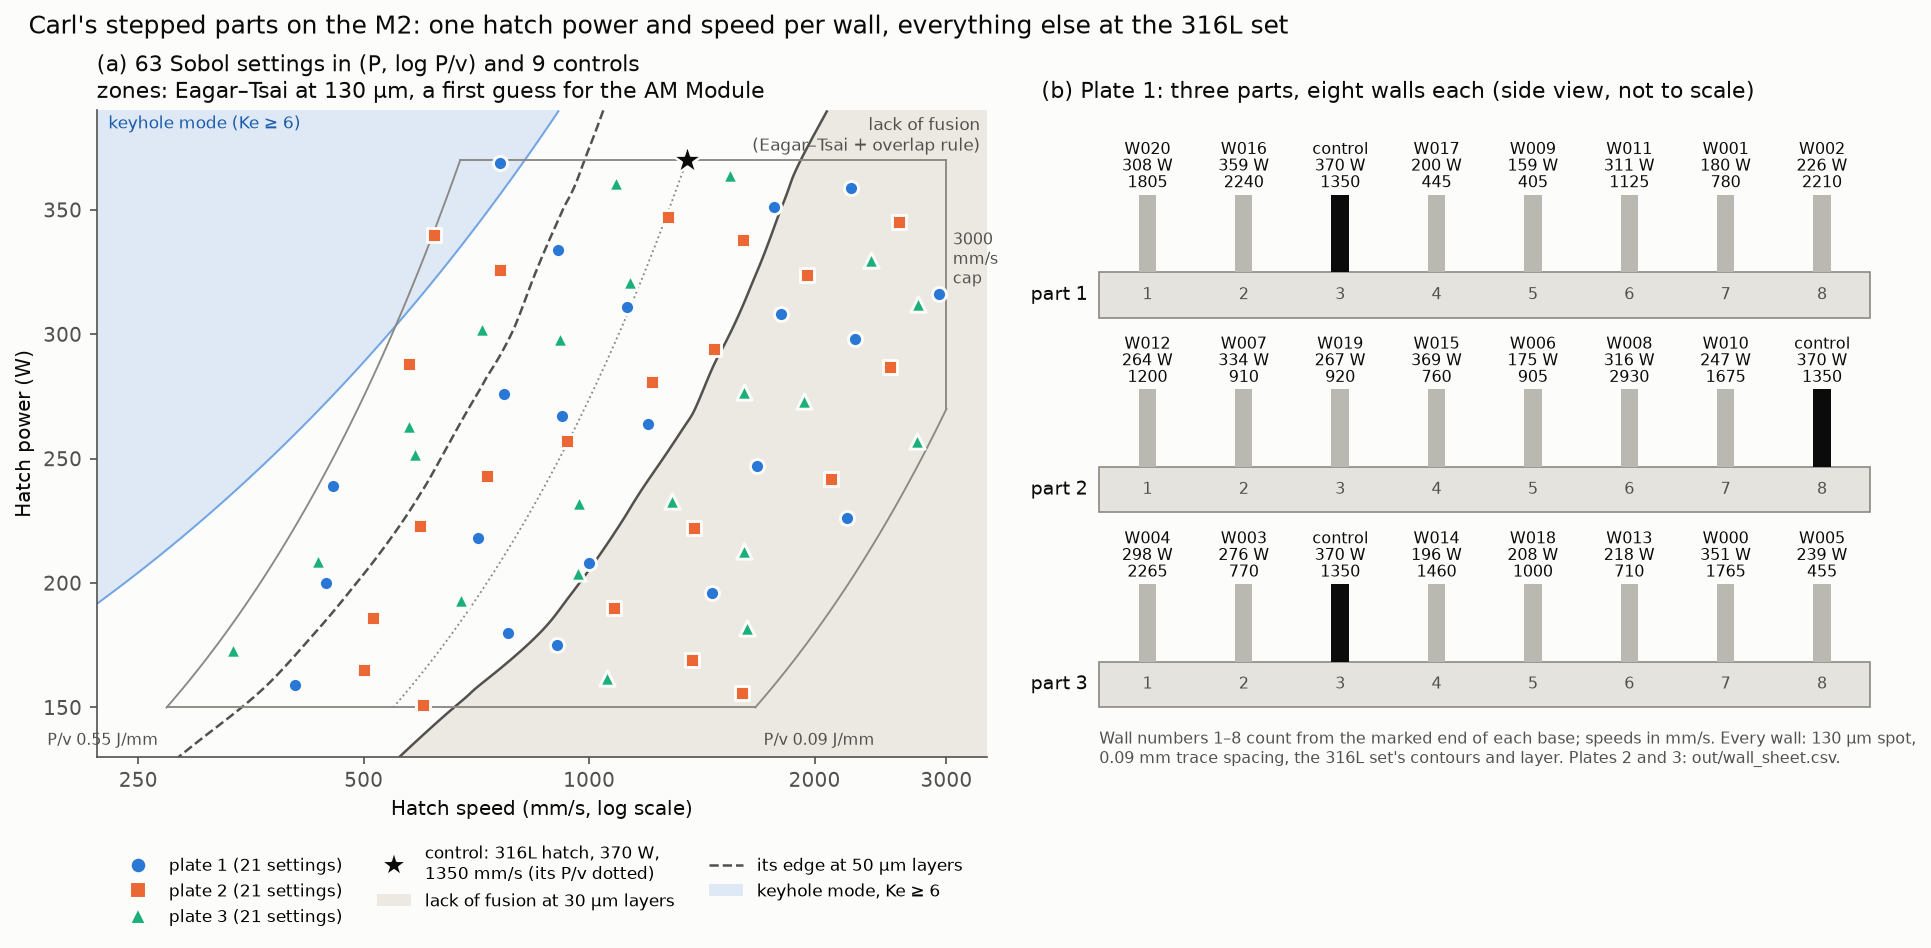 Carl's stepped parts on the M2: one hatch power and speed per wall, everything else at the 316L set
(a) 63 Sobol settings in (P, log P/v) and 9 controls
zones: Eagar–Tsai at 130 µm, a first guess for the AM Module
keyhole mode (Ke ≥ 6)
lack of fusion
(Eagar–Tsai + overlap rule)
3000
mm/s
cap
350
300
250
200
150
Hatch power (W)
P/v 0.55 J/mm
P/v 0.09 J/mm
250
500
1000
2000
3000
Hatch speed (mm/s, log scale)
plate 1 (21 settings)
plate 2 (21 settings)
plate 3 (21 settings)
control: 316L hatch, 370 W,
1350 mm/s (its P/v dotted)
lack of fusion at 30 µm layers
its edge at 50 µm layers
keyhole mode, Ke ≥ 6
(b) Plate 1: three parts, eight walls each (side view, not to scale)
W020 W016 control W017 W009 W011 W001 W002
308 W 359 W 370 W 200 W 159 W 311 W 180 W 226 W
1805 2240 1350 445 405 1125 780 2210
part 1 1 2 3 4 5 6 7 8
W012 W007 W019 W015 W006 W008 W010 control
264 W 334 W 267 W 369 W 175 W 316 W 247 W 370 W
1200 910 920 760 905 2930 1675 1350
part 2 1 2 3 4 5 6 7 8
W004 W003 control W014 W018 W013 W000 W005
298 W 276 W 370 W 196 W 208 W 218 W 351 W 239 W
2265 770 1350 1460 1000 710 1765 455
part 3 1 2 3 4 5 6 7 8
Wall numbers 1–8 count from the marked end of each base; speeds in mm/s. Every wall: 130 µm spot,
0.09 mm trace spacing, the 316L set's contours and layer. Plates 2 and 3: out/wall_sheet.csv.